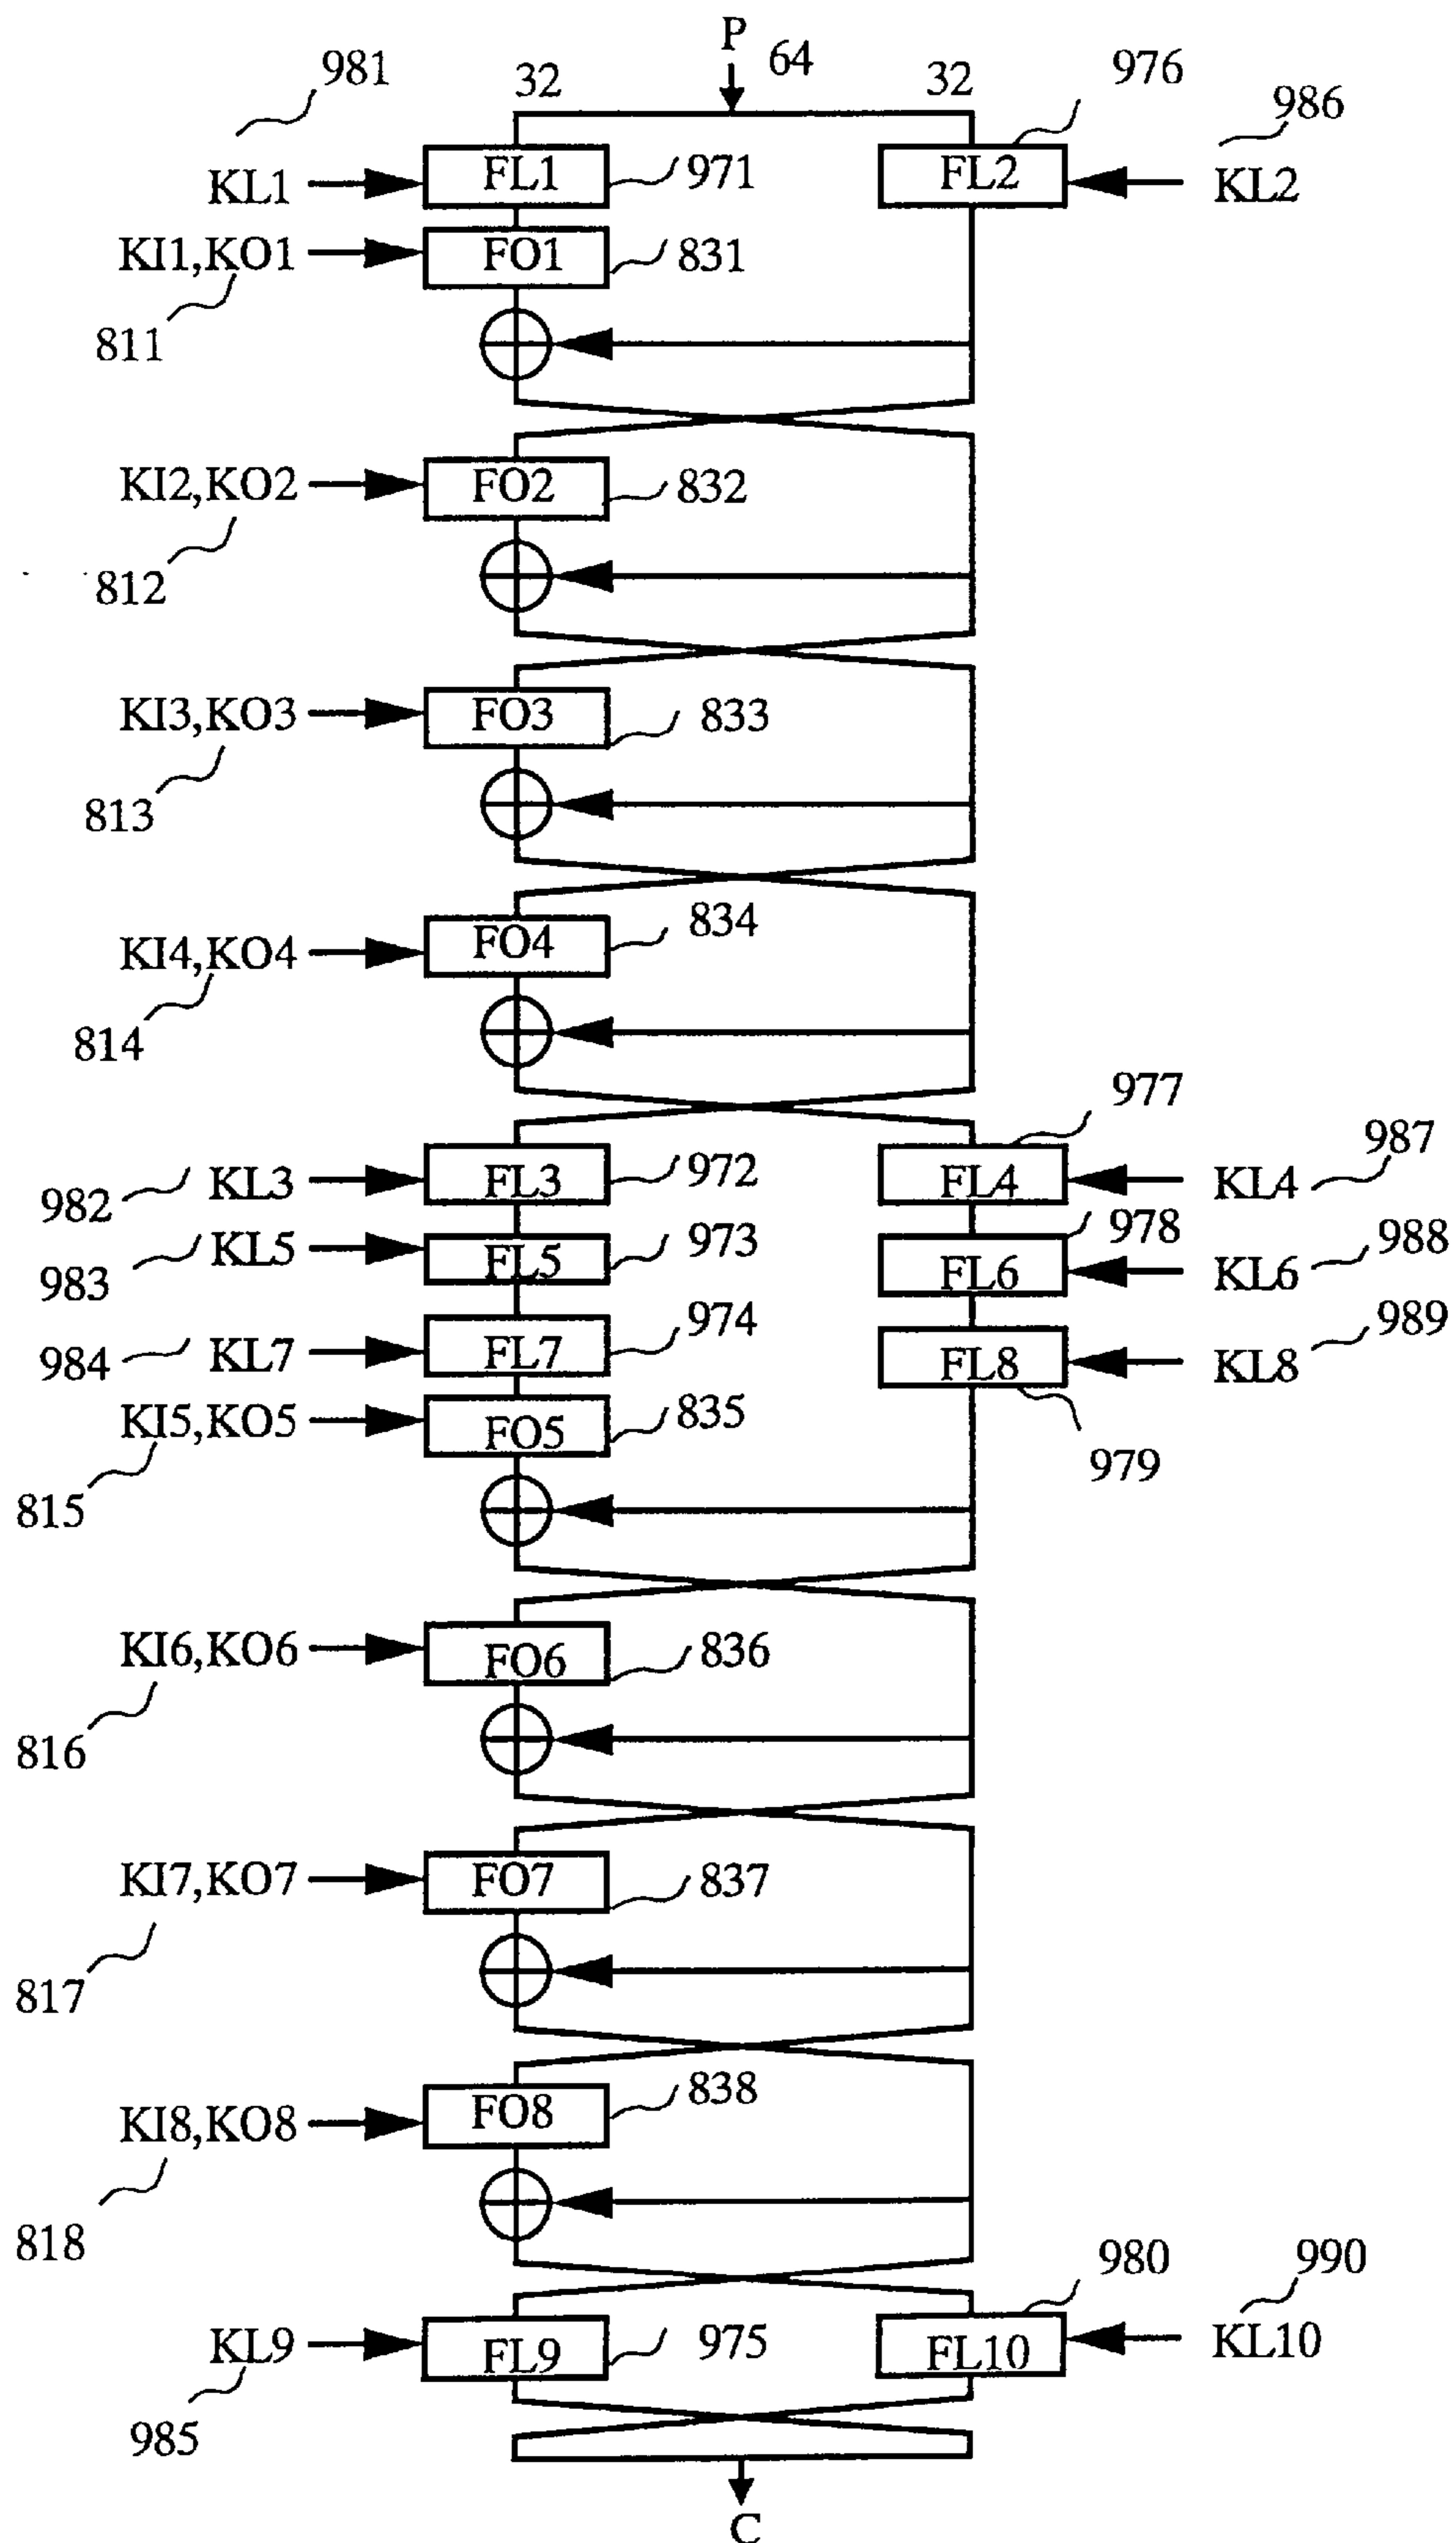 P
981
32
64
32
976
986
KL1
FL1
971
FL2
KL2
KI1,KO1
FO1
831
811
KI2,KO2
FO2
832
812
KI3,KO3
FO3
833
813
KI4,KO4
FO4
834
814
977
987
982
KL3
FL3
972
FL4
KL4
983
KL5
FL5
973
978
FL6
KL6
988
984
KL7
FL7
974
FL8
KL8
989
KI5,KO5
FO5
835
979
815
KI6,KO6
FO6
836
816
KI7,KO7
FO7
837
817
KI8,KO8
FO8
838
818
980
990
KL9
FL9
975
FL10
KL10
985
C